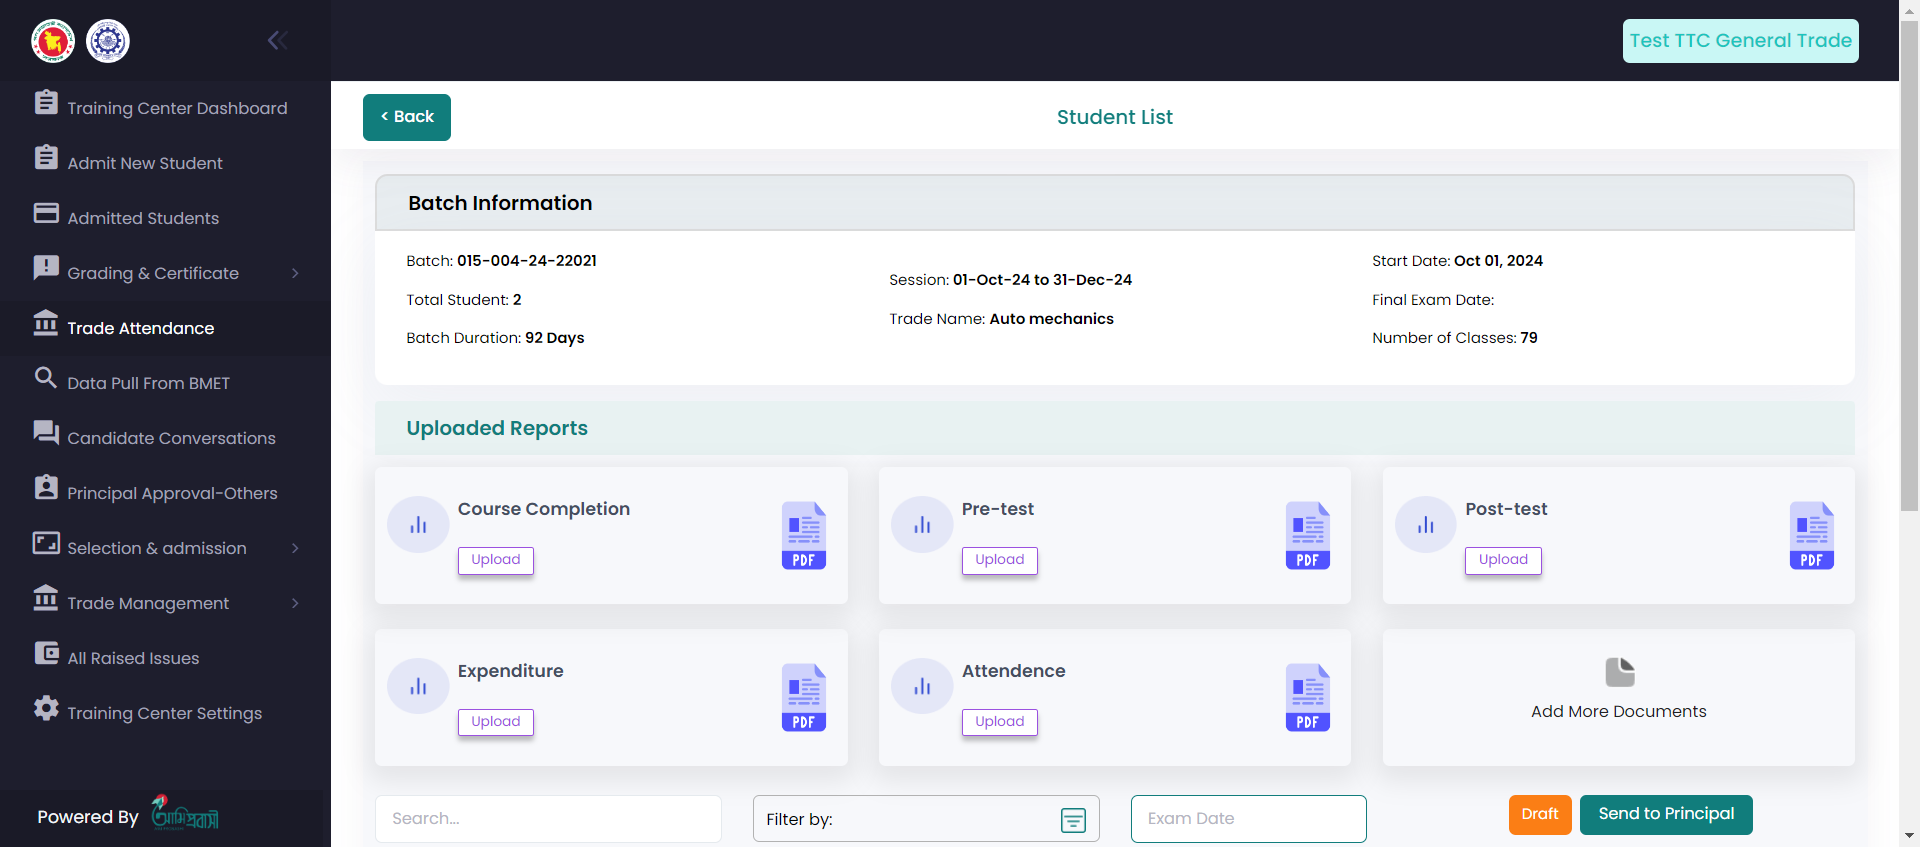 Test TTC General Trade
Training Center Dashboard
Admit New Student
Admitted Students
Grading & Certificate
Trade Attendance
Data Pull From BMET
Candidate Conversations
Principal Approval-Others
Selection & admission
Trade Management
All Raised Issues
Training Center Settings
Powered By আমি প্রবাসী
< Back
Student List
Batch Information
Batch: 015-004-24-22021
Total Student: 2
Batch Duration: 92 Days
Session: 01-Oct-24 to 31-Dec-24
Trade Name: Auto mechanics
Start Date: Oct 01, 2024
Final Exam Date:
Number of Classes: 79
Uploaded Reports
Course Completion
Upload
PDF
Pre-test
Upload
PDF
Post-test
Upload
PDF
Expenditure
Upload
PDF
Attendence
Upload
PDF
Add More Documents
Search...
Filter by:
Exam Date
Draft
Send to Principal